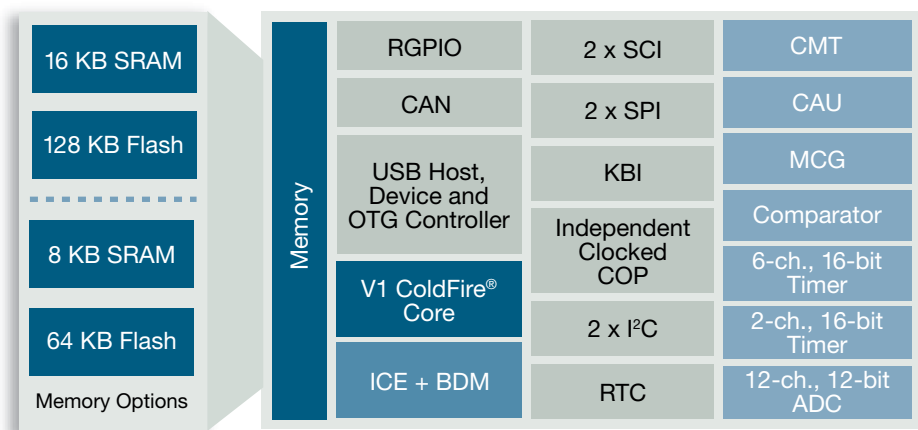 16 KB SRAM
128 KB Flash
8 KB SRAM
64 KB Flash
Memory Options
Memory
RGPIO
CAN
USB Host,
Device and
OTG Controller
V1 ColdFire®
Core
ICE + BDM
2 x SCI
2 x SPI
KBI
Independent
Clocked
COP
2 x I²C
RTC
CMT
CAU
MCG
Comparator
6-ch., 16-bit
Timer
2-ch., 16-bit
Timer
12-ch., 12-bit
ADC